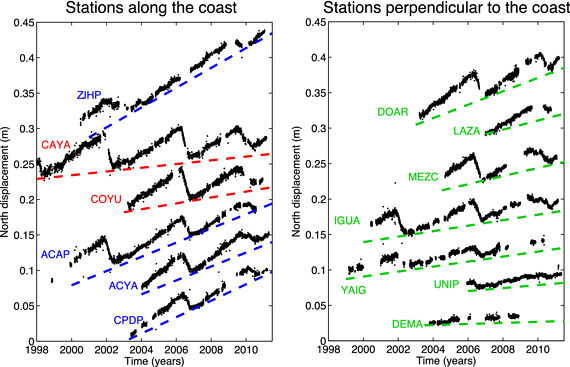 Stations along the coast
Stations perpendicular to the coast
0.45
0.4
0.35
0.3
0.25
0.2
0.15
0.1
0.05
0
North displacement (m)
ZIHP
CAYA
COYU
ACAP
ACYA
CPDP
1998 2000 2002 2004 2006 2008 2010
Time (years)
0.45
0.4
0.35
0.3
0.25
0.2
0.15
0.1
0.05
0
North displacement (m)
DOAR
LAZA
MEZC
IGUA
YAIG
UNIP
DEMA
1998 2000 2002 2004 2006 2008 2010
Time (years)